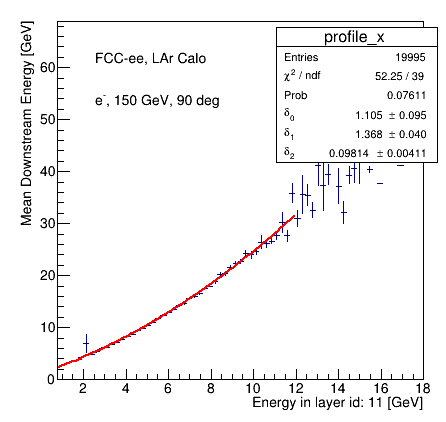 profile_x
Entries 19995
χ² / ndf 52.25 / 39
Prob 0.07611
δ₀ 1.105 ± 0.095
δ₁ 1.368 ± 0.040
δ₂ 0.09814 ± 0.00411
FCC-ee, LAr Calo
e⁻, 150 GeV, 90 deg
Mean Downstream Energy [GeV]
60
50
40
30
20
10
0
2 4 6 8 10 12 14 16 18
Energy in layer id: 11 [GeV]